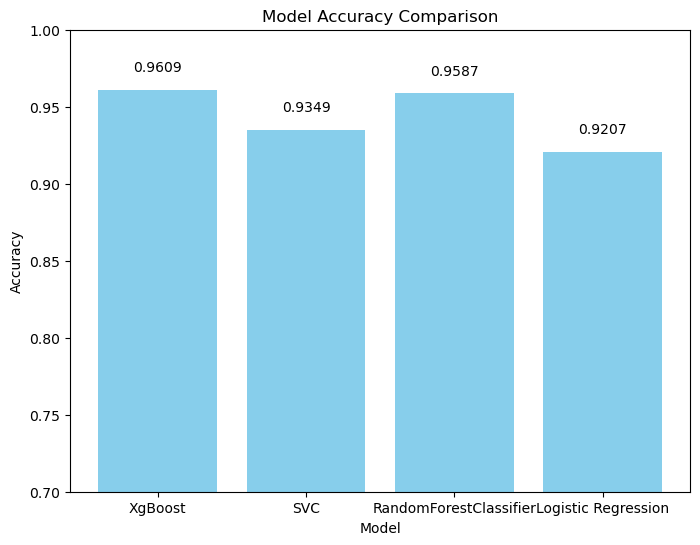 Model Accuracy Comparison
1.00
0.95
0.90
0.85
0.80
0.75
0.70
Accuracy
0.9609
0.9349
0.9587
0.9207
XgBoost
SVC
RandomForestClassifier
Logistic Regression
Model